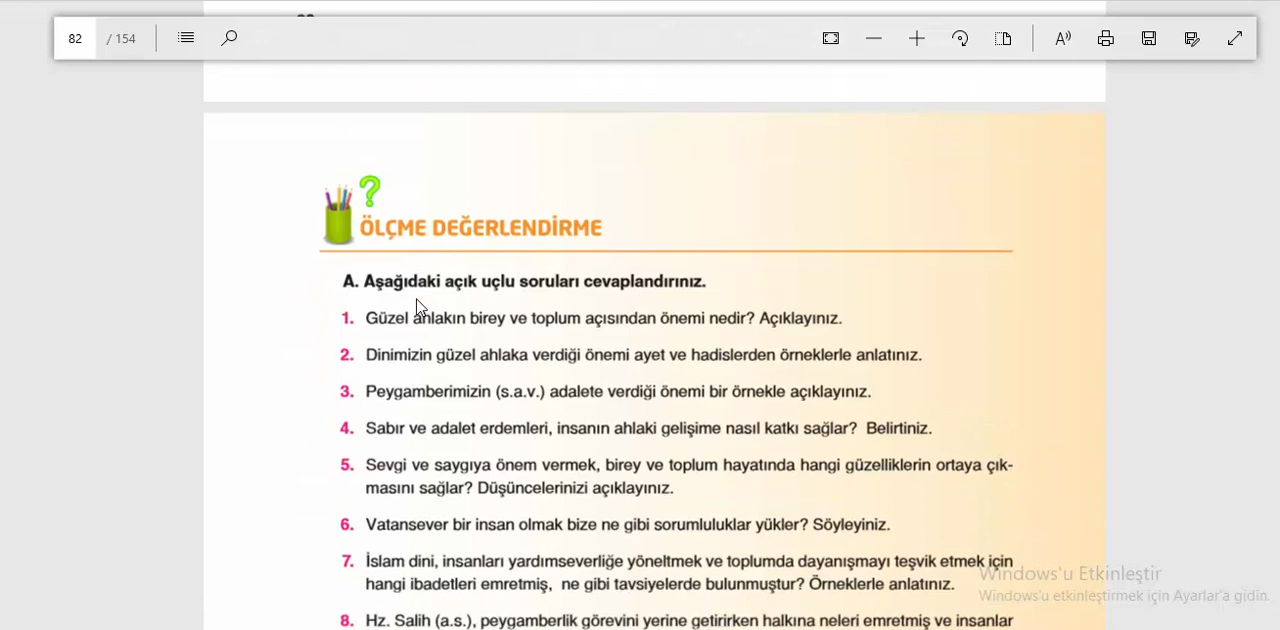 82 / 154
ÖLÇME DEĞERLENDİRME
A. Aşağıdaki açık uçlu soruları cevaplandırınız.
1. Güzel ahlakın birey ve toplum açısından önemi nedir? Açıklayınız.
2. Dinimizin güzel ahlaka verdiği önemi ayet ve hadislerden örneklerle anlatınız.
3. Peygamberimizin (s.a.v.) adalete verdiği önemi bir örnekle açıklayınız.
4. Sabır ve adalet erdemleri, insanın ahlaki gelişime nasıl katkı sağlar? Belirtiniz.
5. Sevgi ve saygıya önem vermek, birey ve toplum hayatında hangi güzelliklerin ortaya çık-
masını sağlar? Düşüncelerinizi açıklayınız.
6. Vatansever bir insan olmak bize ne gibi sorumluluklar yükler? Söyleyiniz.
7. İslam dini, insanları yardımseverliğe yöneltmek ve toplumda dayanışmayı teşvik etmek için
hangi ibadetleri emretmiş, ne gibi tavsiyelerde bulunmuştur? Örneklerle anlatınız.
8. Hz. Salih (a.s.), peygamberlik görevini yerine getirirken halkına neleri emretmiş ve insanlar
Windows'u Etkinleştir
Windows'u etkinleştirmek için Ayarlar'a gidin.